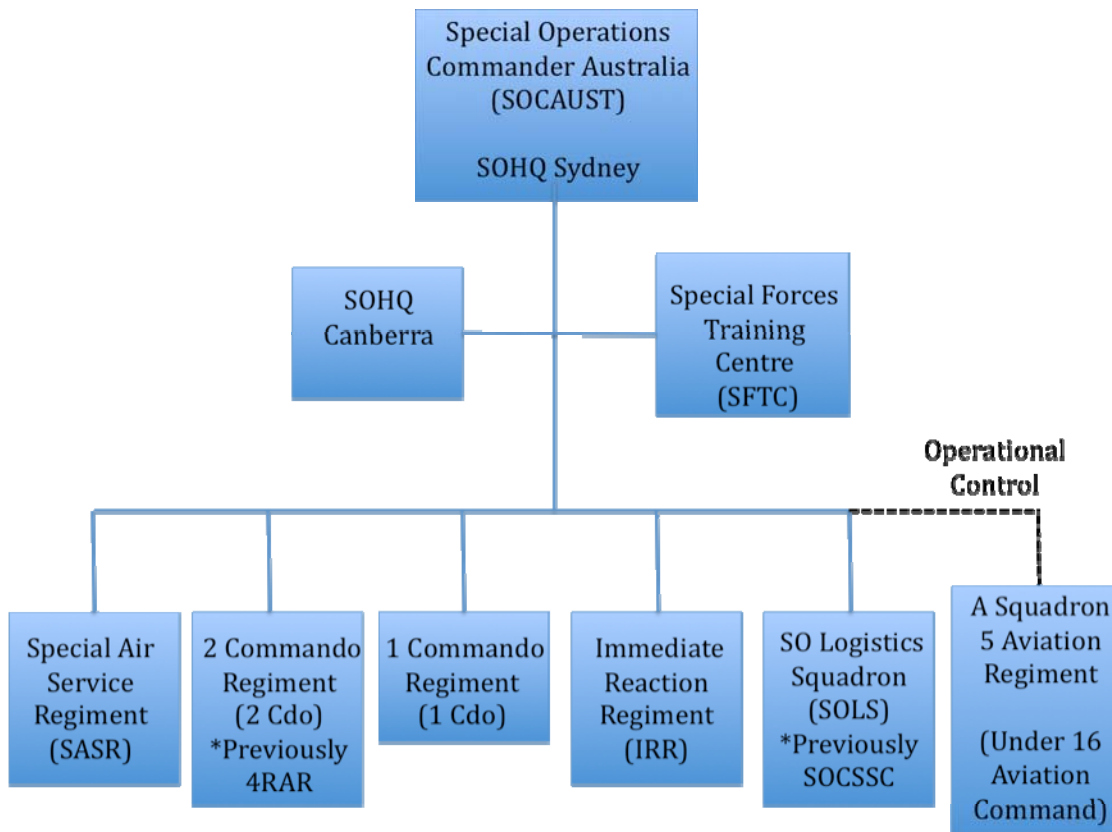 Special Operations
Commander Australia
(SOCAUST)
SOHQ Sydney
SOHQ
Canberra
Special Forces
Training
Centre
(SFTC)
Operational
Control
Special Air
Service
Regiment
(SASR)
2 Commando
Regiment
(2 Cdo)
*Previously
4RAR
1 Commando
Regiment
(1 Cdo)
Immediate
Reaction
Regiment
(IRR)
SO Logistics
Squadron
(SOLS)
*Previously
SOCSSC
A Squadron
5 Aviation
Regiment
(Under 16
Aviation
Command)